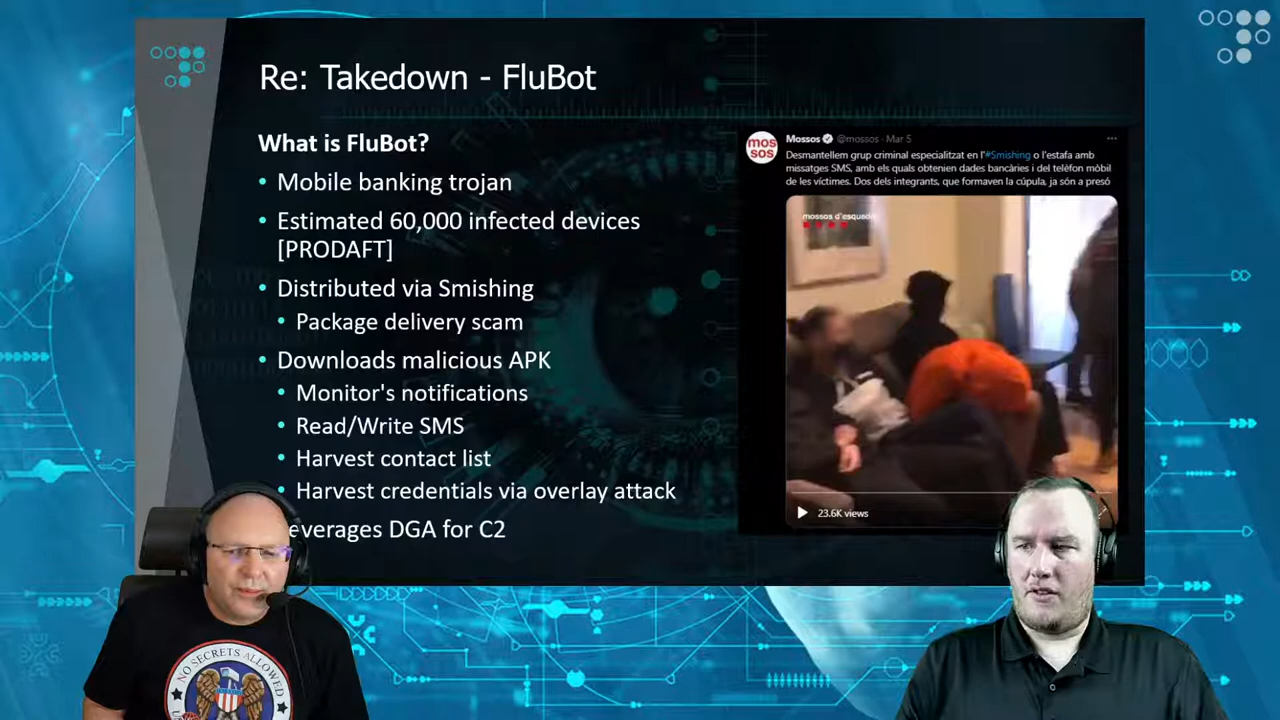 Re: Takedown - FluBot
What is FluBot?
• Mobile banking trojan
• Estimated 60,000 infected devices
[PRODAFT]
• Distributed via Smishing
• Package delivery scam
• Downloads malicious APK
• Monitor's notifications
• Read/Write SMS
• Harvest contact list
• Harvest credentials via overlay attack
everages DGA for C2
mossos
Mossos @mossos · Mar 5
Desmantellem grup criminal especialitzat en l'#Smishing o l'estafa amb
missatges SMS, amb els quals obtenien dades bancàries i del telèfon mòbil
de les víctimes. Dos dels integrants, que formaven la cúpula, ja són a presó
mossos d'esquadra
23.6K views
NO SECRETS ALLOWED